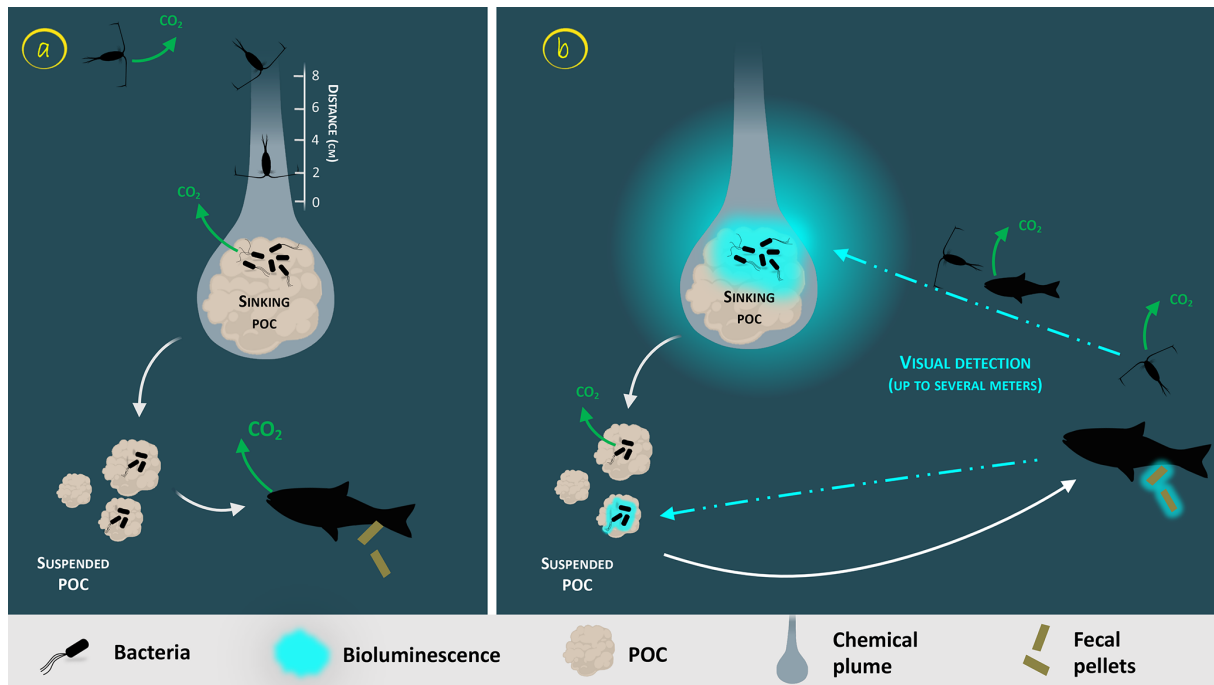 a
CO₂
8
6
4
2
0
DISTANCE (CM)
CO₂
SINKING
POC
CO₂
SUSPENDED
POC
b
CO₂
SINKING
POC
CO₂
VISUAL DETECTION
(UP TO SEVERAL METERS)
CO₂
SUSPENDED
POC
Bacteria
Bioluminescence
POC
Chemical
plume
Fecal
pellets